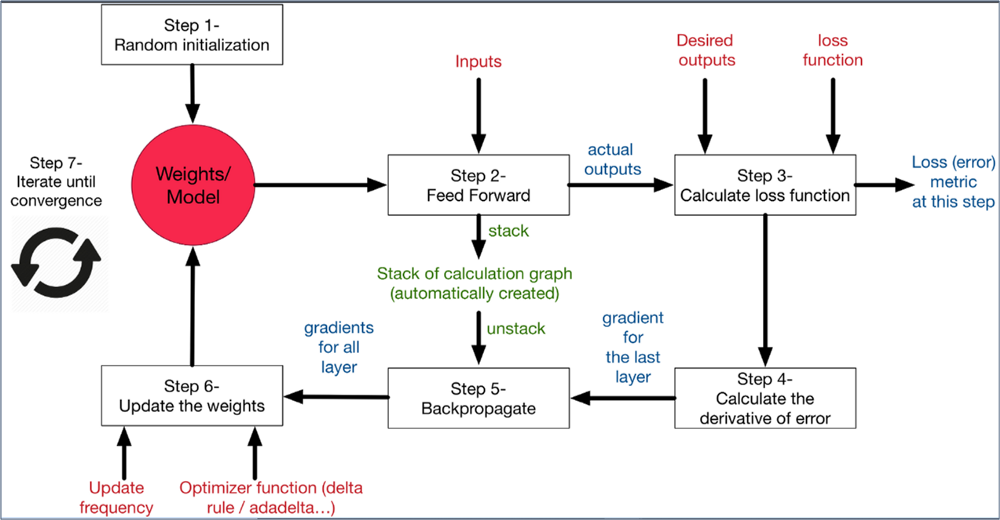 Step 1-
Random initialization
Inputs
Desired
outputs
loss
function
Step 7-
Iterate until
convergence
Weights/
Model
Step 2-
Feed Forward
actual
outputs
Step 3-
Calculate loss function
Loss (error)
metric
at this step
stack
Stack of calculation graph
(automatically created)
unstack
gradients
for all
layer
gradient
for
the last
layer
Step 6-
Update the weights
Step 5-
Backpropagate
Step 4-
Calculate the
derivative of error
Update
frequency
Optimizer function (delta
rule / adadelta...)